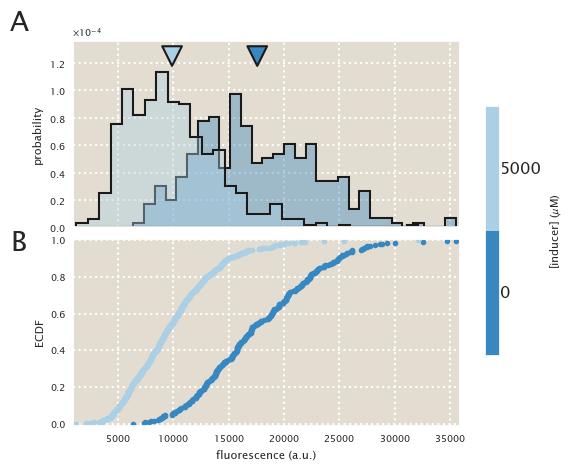 A
×10⁻⁴
1.2
1.0
0.8
0.6
0.4
0.2
0.0
probability
B
1.0
0.8
0.6
0.4
0.2
0.0
ECDF
5000 10000 15000 20000 25000 30000 35000
fluorescence (a.u.)
5000
0
[inducer] (μM)